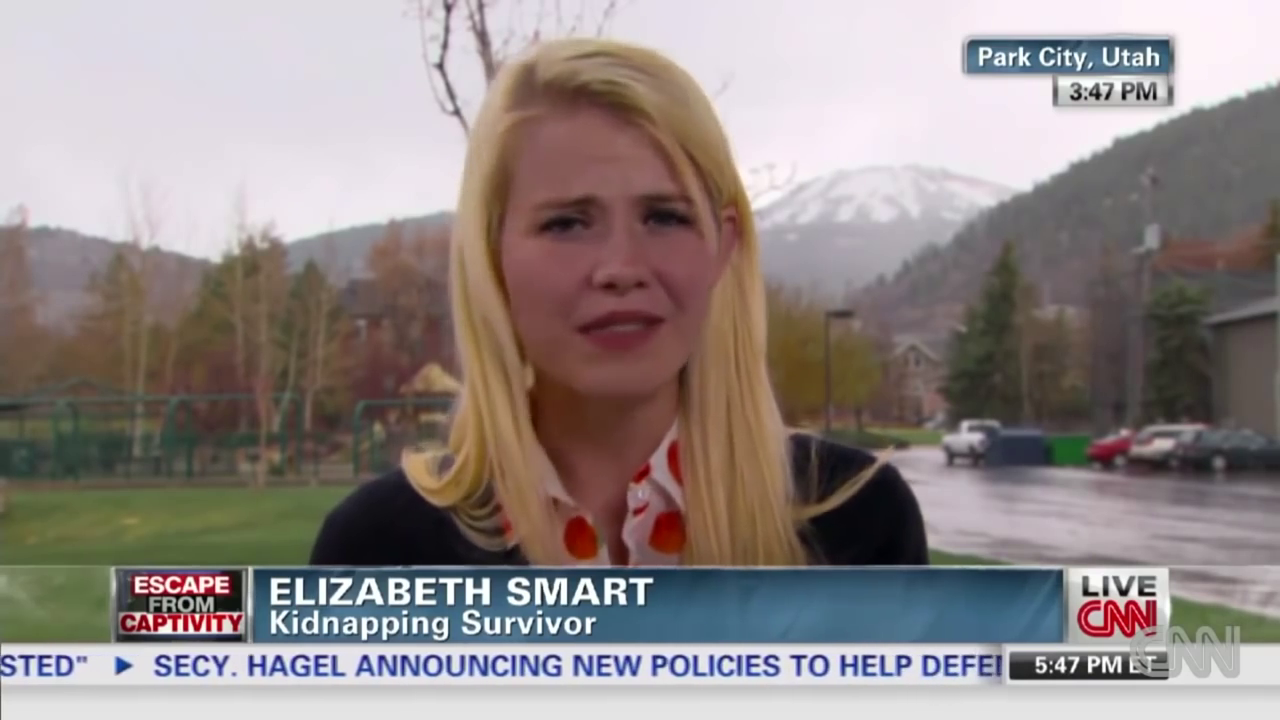 Park City, Utah
3:47 PM
ESCAPE
FROM
CAPTIVITY
ELIZABETH SMART
Kidnapping Survivor
LIVE
CNN
STED" ▶ SECY. HAGEL ANNOUNCING NEW POLICIES TO HELP DEFEN
5:47 PM ET
CNN